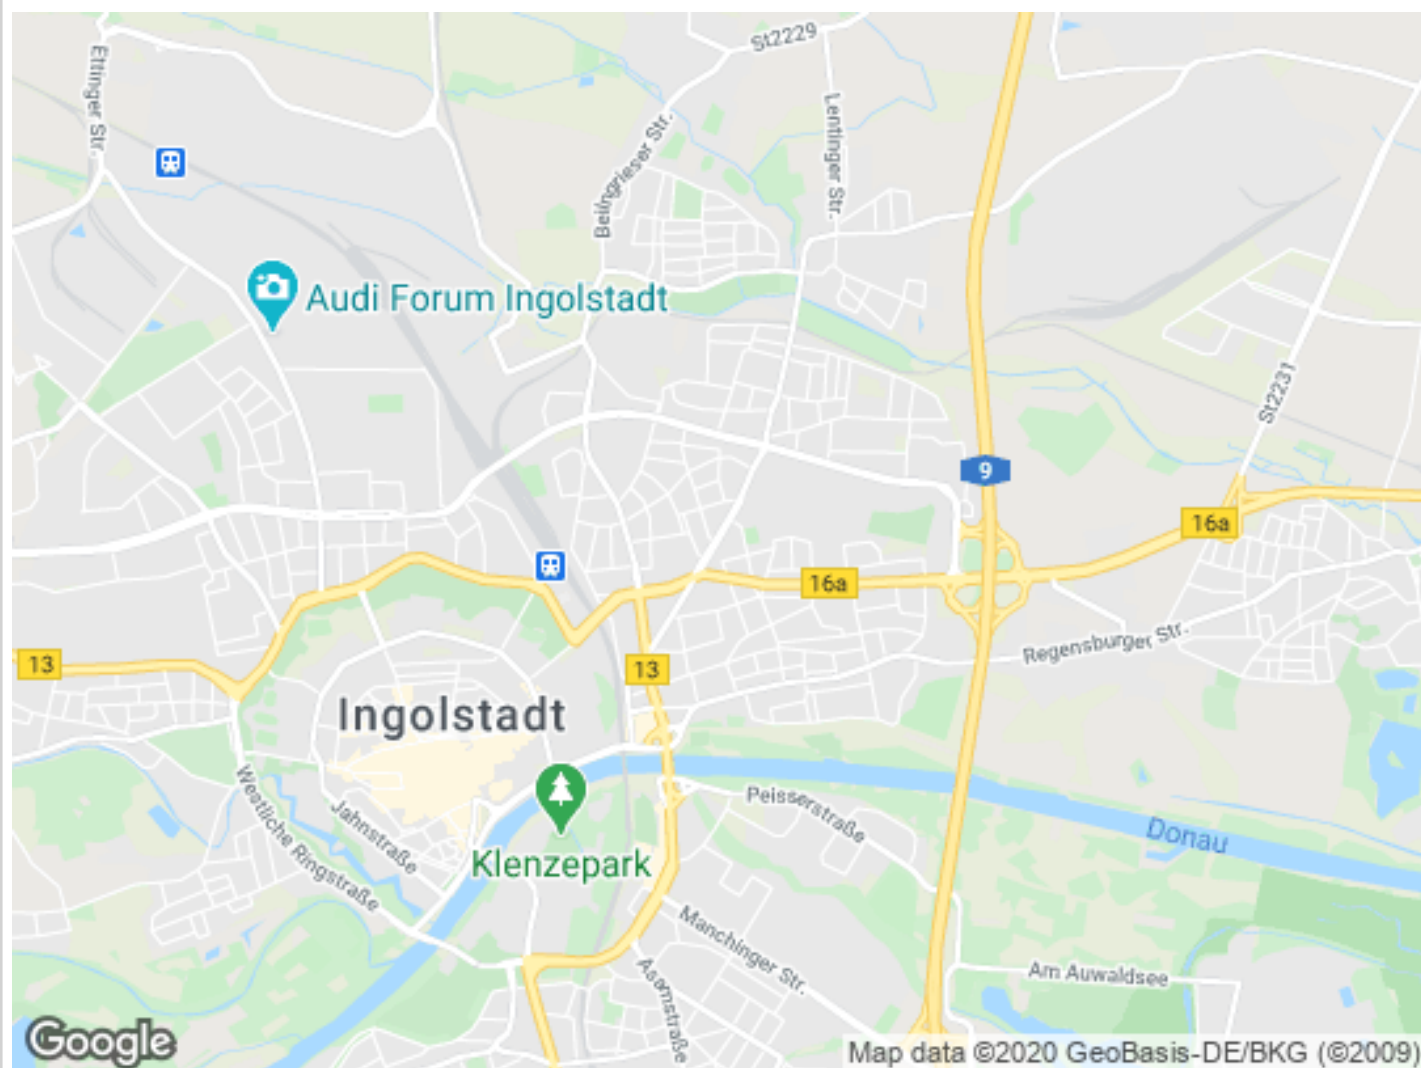 St2229
Ettinger Str.
Lentinger Str.
Beilngrieser Str.
Audi Forum Ingolstadt
St2231
9
16a
16a
Regensburger Str.
13
13
Ingolstadt
Westliche Ringstraße
Jahnstraße
Peisserstraße
Donau
Klenzepark
Manchinger Str.
Asamstraße
Am Auwaldsee
Google
Map data ©2020 GeoBasis-DE/BKG (©2009)